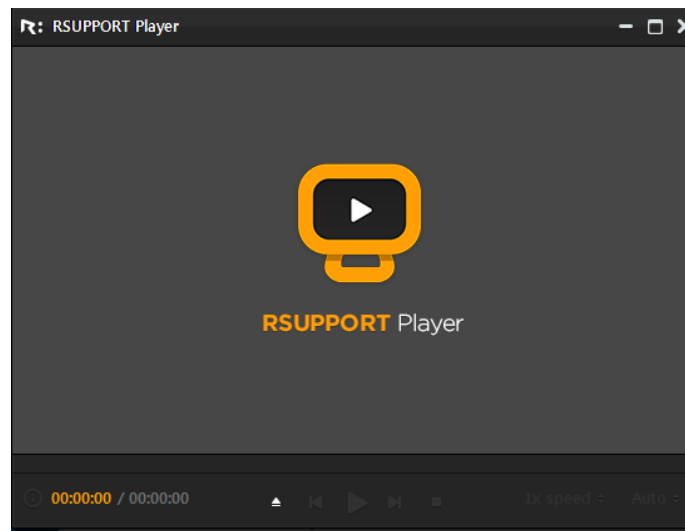 R: RSUPPORT Player
RSUPPORT Player
00:00:00 / 00:00:00
1x speed
Auto